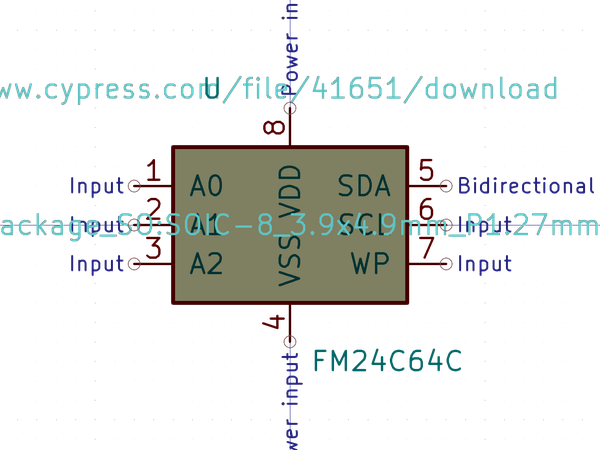 Power in
ww.cypress.com/file/41651/download
U
8
1 A0 Input
2 A1 Input
3 A2 Input
VDD
VSS
SDA 5 Bidirectional
SCL 6 Input
WP 7 Input
ackage_SO:SOIC-8_3.9x4.9mm_P1.27mm
4
FM24C64C
wer input